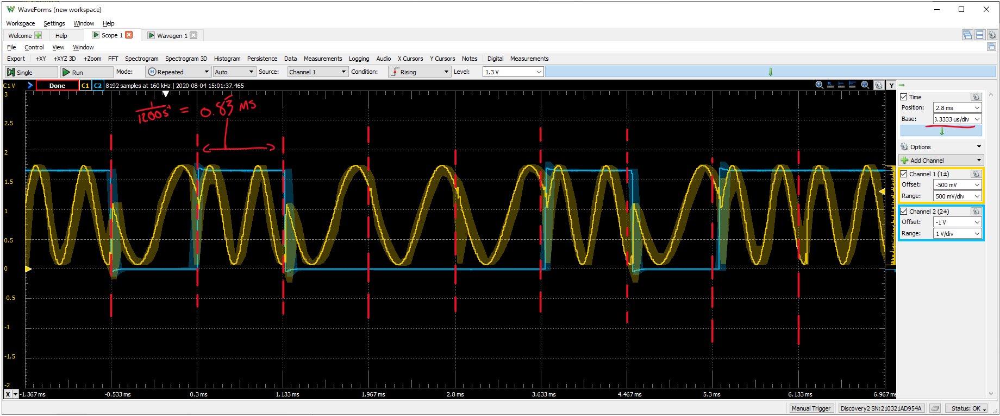 WaveForms (new workspace)
Workspace Settings Window Help
Welcome Help Scope 1 Wavegen 1
File Control View Window
Export +XY +XYZ 3D +Zoom FFT Spectrogram Spectrogram 3D Histogram Persistence Data Measurements Logging Audio X Cursors Y Cursors Notes Digital Measurements
Single Run Mode: Repeated Auto Source: Channel 1 Condition: Rising Level: 1.3 V
C1 V Done C1 C2 8192 samples at 160 kHz | 2020-08-04 15:01:37.465 Y
3
2.5
2
1.5
1
0.5
0
-0.5
-1
-1.5
-2
1/1200s⁻¹ = 0.83̅ ms
X -1.367 ms -0.533 ms 0.3 ms 1.133 ms 1.967 ms 2.8 ms 3.633 ms 4.467 ms 5.3 ms 6.133 ms 6.967 ms
Time
Position: 2.8 ms
Base: 3.3333 us/div
Options
Add Channel
Channel 1 (1±)
Offset: -500 mV
Range: 500 mV/div
Channel 2 (2±)
Offset: -1 V
Range: 1 V/div
Manual Trigger Discovery2 SN:210321AD954A Status: OK